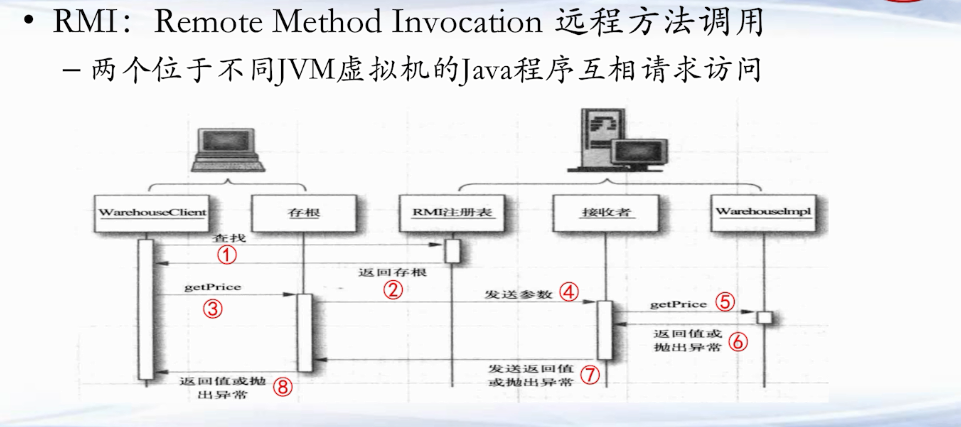 • RMI：Remote Method Invocation 远程方法调用
– 两个位于不同JVM虚拟机的Java程序互相请求访问
WarehouseClient
存根
RMI注册表
接收者
WarehouseImpl
查找
①
返回存根
②
getPrice
③
发送参数 ④
getPrice ⑤
返回值或
抛出异常 ⑥
发送返回值
或抛出异常 ⑦
返回值或抛
出异常 ⑧